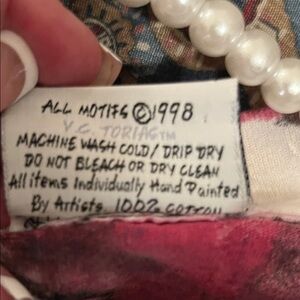 ALL MOTIFS ©1998
V.C. TORIAS™
MACHINE WASH COLD/ DRIP DRY
DO NOT BLEACH OR DRY CLEAN
All items Individually Hand Painted
By Artists 100% COTTON